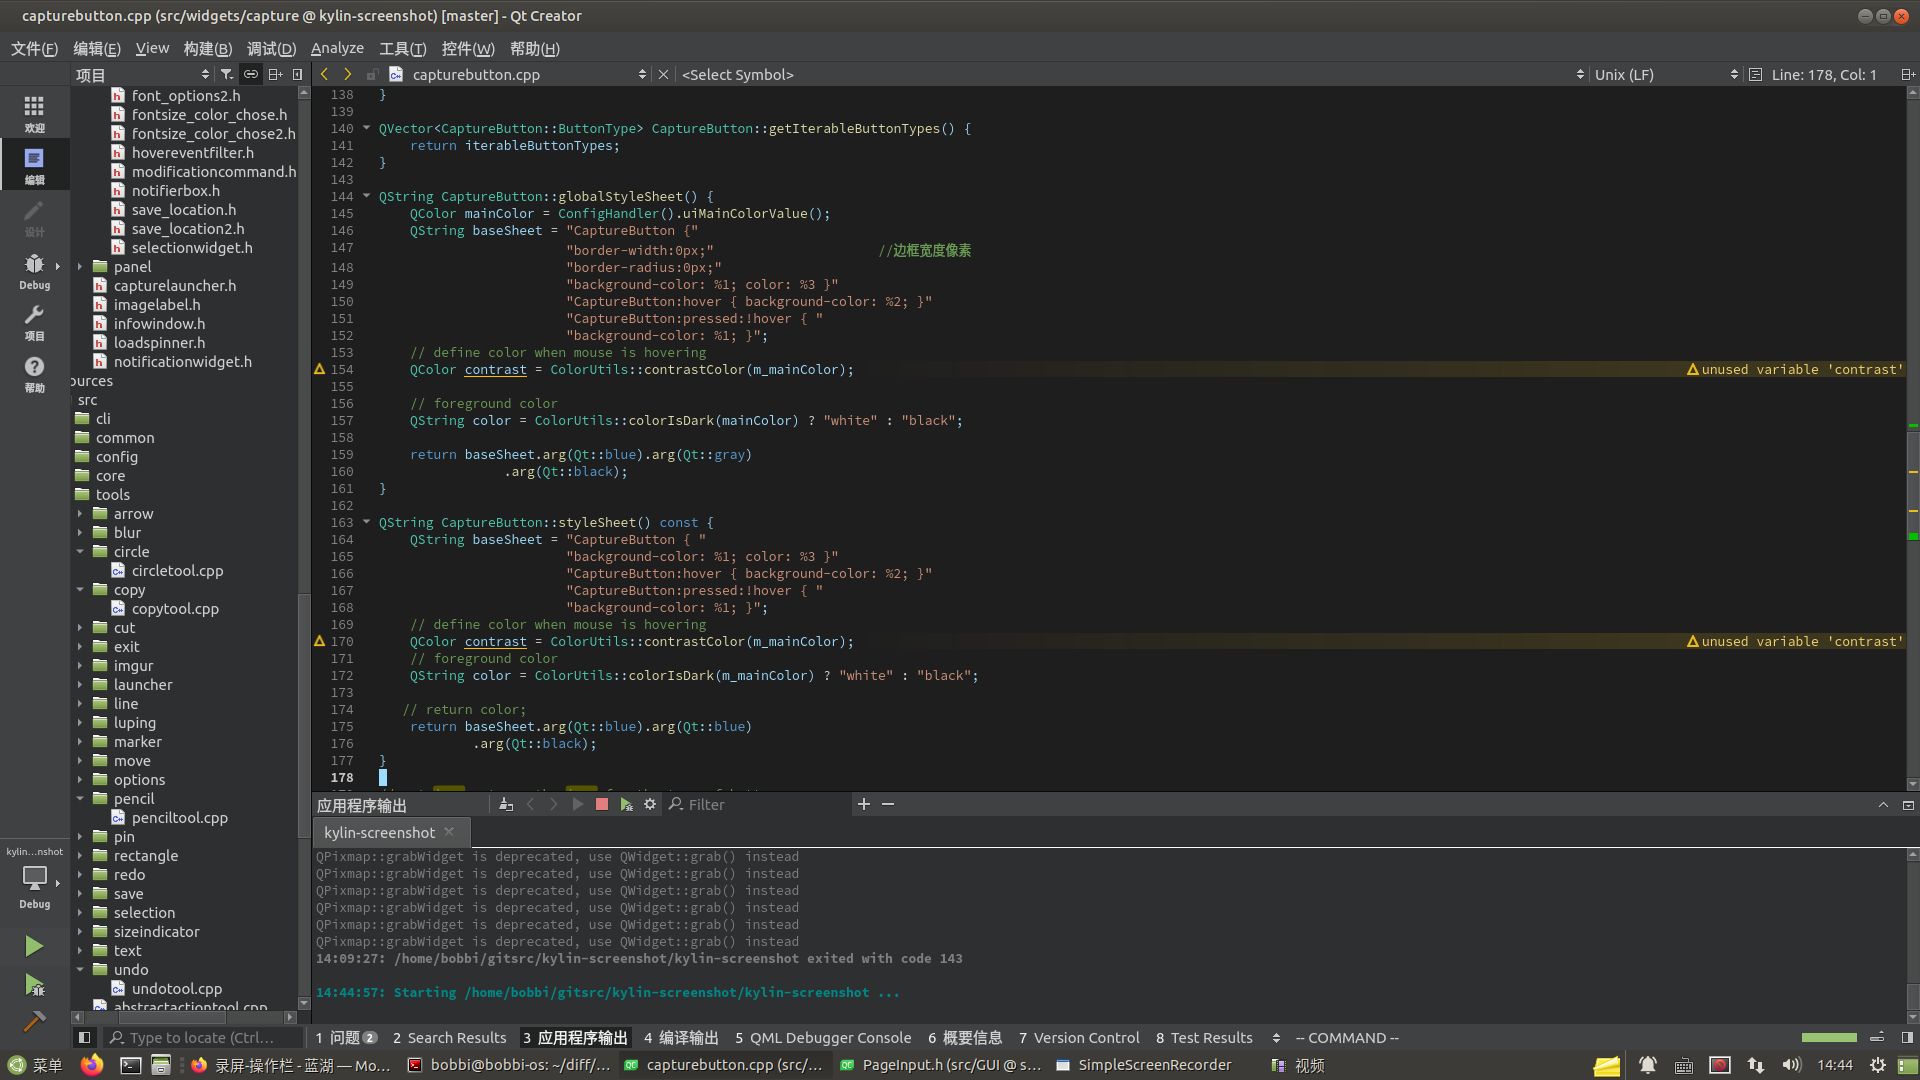 capturebutton.cpp (src/widgets/capture @ kylin-screenshot) [master] - Qt Creator
文件(F) 编辑(E) View 构建(B) 调试(D) Analyze 工具(T) 控件(W) 帮助(H)
项目
capturebutton.cpp
<Select Symbol>
Unix (LF)
Line: 178, Col: 1
欢迎
编辑
设计
Debug
项目
帮助
kylin...nshot
Debug
font_options2.h
fontsize_color_chose.h
fontsize_color_chose2.h
hovereventfilter.h
modificationcommand.h
notifierbox.h
save_location.h
save_location2.h
selectionwidget.h
panel
capturelauncher.h
imagelabel.h
infowindow.h
loadspinner.h
notificationwidget.h
ources
src
cli
common
config
core
tools
arrow
blur
circle
circletool.cpp
copy
copytool.cpp
cut
exit
imgur
launcher
line
luping
marker
move
options
pencil
penciltool.cpp
pin
rectangle
redo
save
selection
sizeindicator
text
undo
undotool.cpp
abstractactiontool.cpp
138 }
139
140 QVector<CaptureButton::ButtonType> CaptureButton::getIterableButtonTypes() {
141     return iterableButtonTypes;
142 }
143
144 QString CaptureButton::globalStyleSheet() {
145     QColor mainColor = ConfigHandler().uiMainColorValue();
146     QString baseSheet = "CaptureButton {"
147                         "border-width:0px;"                     //边框宽度像素
148                         "border-radius:0px;"
149                         "background-color: %1; color: %3 }"
150                         "CaptureButton:hover { background-color: %2; }"
151                         "CaptureButton:pressed:!hover { "
152                         "background-color: %1; }";
153     // define color when mouse is hovering
154     QColor contrast = ColorUtils::contrastColor(m_mainColor); unused variable 'contrast'
155
156     // foreground color
157     QString color = ColorUtils::colorIsDark(mainColor) ? "white" : "black";
158
159     return baseSheet.arg(Qt::blue).arg(Qt::gray)
160                 .arg(Qt::black);
161 }
162
163 QString CaptureButton::styleSheet() const {
164     QString baseSheet = "CaptureButton { "
165                         "background-color: %1; color: %3 }"
166                         "CaptureButton:hover { background-color: %2; }"
167                         "CaptureButton:pressed:!hover { "
168                         "background-color: %1; }";
169     // define color when mouse is hovering
170     QColor contrast = ColorUtils::contrastColor(m_mainColor); unused variable 'contrast'
171     // foreground color
172     QString color = ColorUtils::colorIsDark(m_mainColor) ? "white" : "black";
173
174    // return color;
175     return baseSheet.arg(Qt::blue).arg(Qt::blue)
176             .arg(Qt::black);
177 }
178
应用程序输出
Filter
kylin-screenshot
QPixmap::grabWidget is deprecated, use QWidget::grab() instead
QPixmap::grabWidget is deprecated, use QWidget::grab() instead
QPixmap::grabWidget is deprecated, use QWidget::grab() instead
QPixmap::grabWidget is deprecated, use QWidget::grab() instead
QPixmap::grabWidget is deprecated, use QWidget::grab() instead
QPixmap::grabWidget is deprecated, use QWidget::grab() instead
14:09:27: /home/bobbi/gitsrc/kylin-screenshot/kylin-screenshot exited with code 143
14:44:57: Starting /home/bobbi/gitsrc/kylin-screenshot/kylin-screenshot ...
Type to locate (Ctrl...
1 问题 2
2 Search Results
3 应用程序输出
4 编译输出
5 QML Debugger Console
6 概要信息
7 Version Control
8 Test Results
-- COMMAND --
菜单
录屏-操作栏 - 蓝湖 — Mo...
bobbi@bobbi-os: ~/diff/...
capturebutton.cpp (src/...
PageInput.h (src/GUI @ s...
SimpleScreenRecorder
视频
14:44